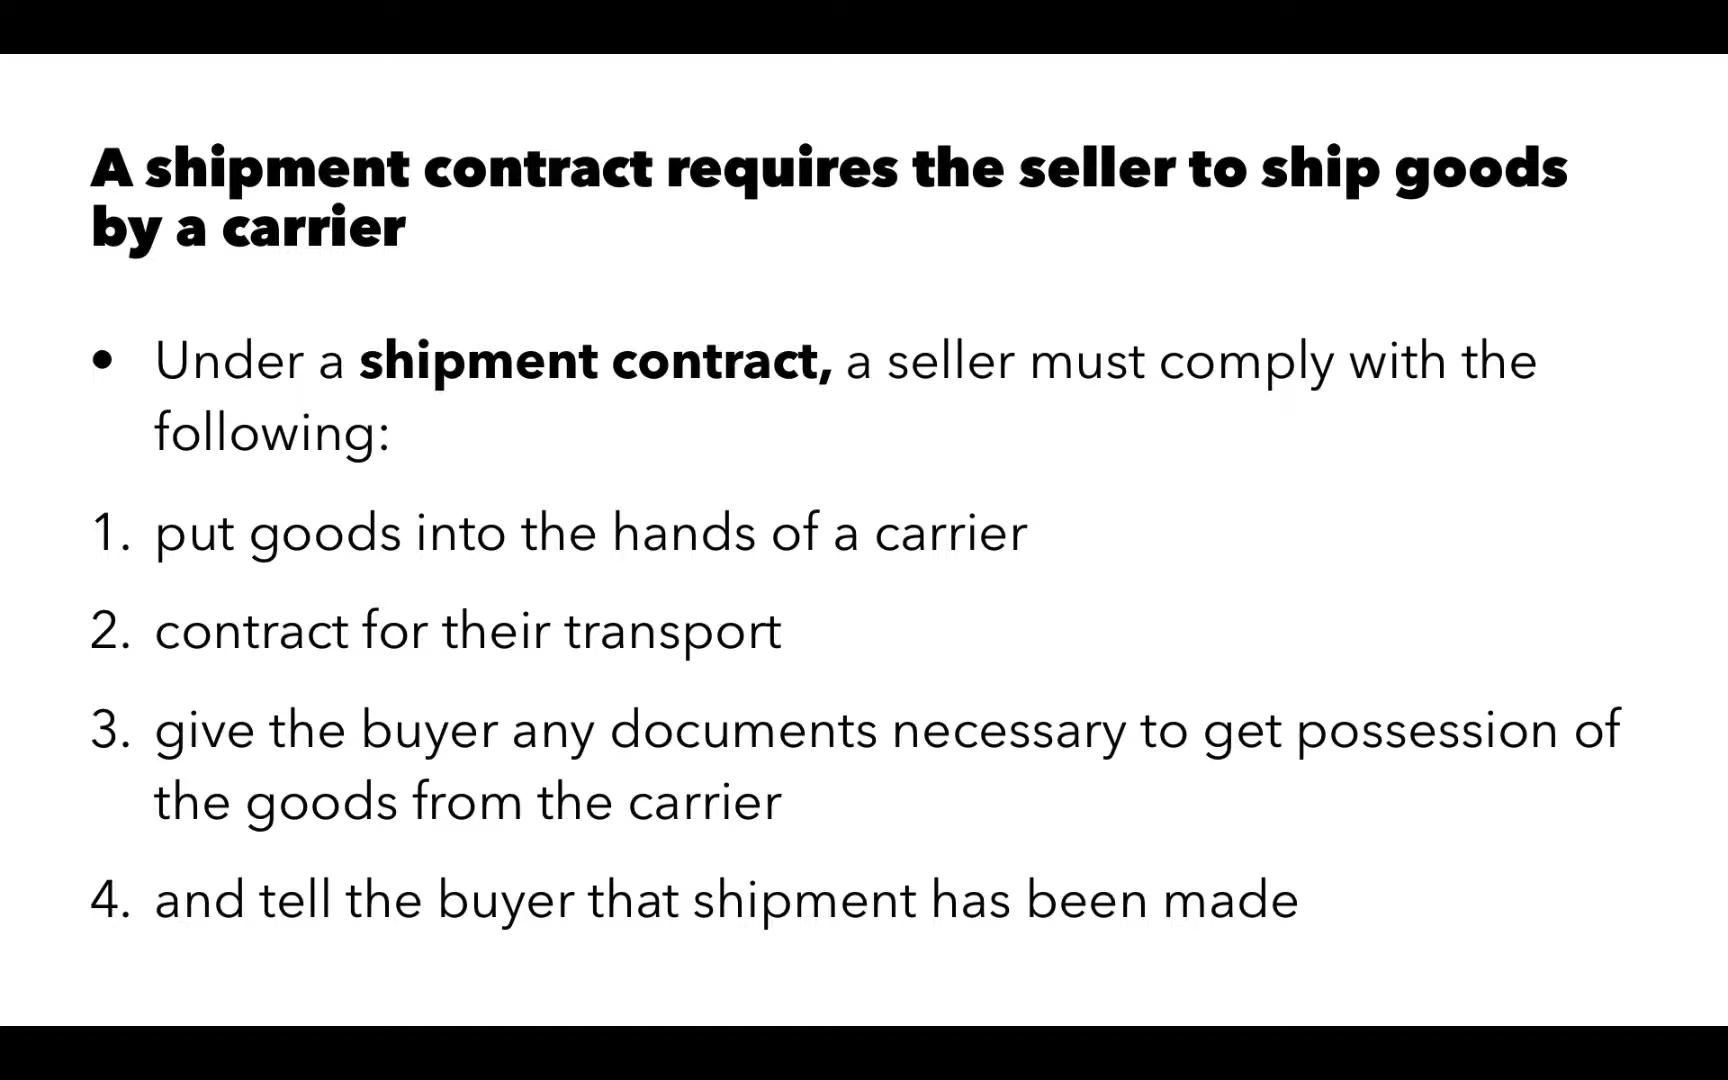 A shipment contract requires the seller to ship goods
by a carrier
• Under a shipment contract, a seller must comply with the
following:
1. put goods into the hands of a carrier
2. contract for their transport
3. give the buyer any documents necessary to get possession of
the goods from the carrier
4. and tell the buyer that shipment has been made